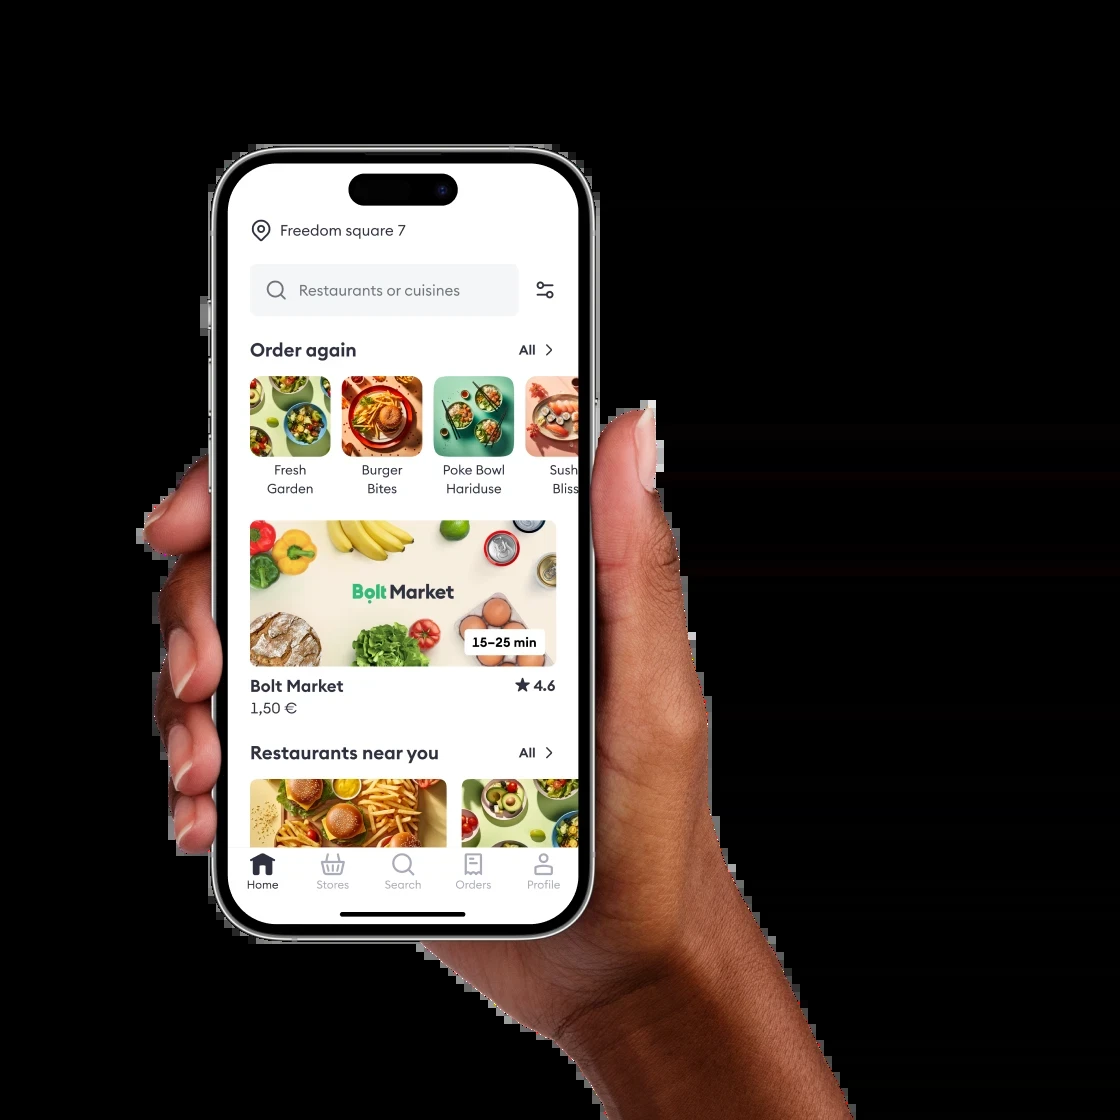 Freedom square 7
Restaurants or cuisines
Order again
All
Fresh
Garden
Burger
Bites
Poke Bowl
Hariduse
Sush
Bliss
Bolt Market
15–25 min
Bolt Market
4.6
1,50 €
Restaurants near you
All
Home
Stores
Search
Orders
Profile